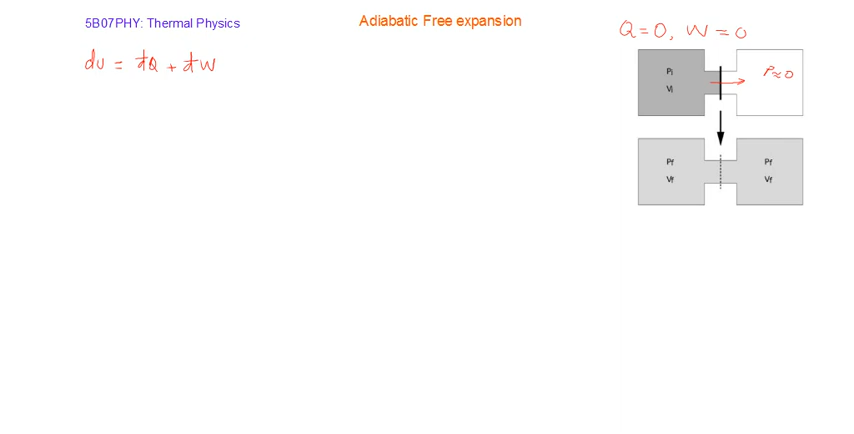 5B07PHY: Thermal Physics
Adiabatic Free expansion
Q = 0, W = 0
dU = đQ + đW
Pi
Vi
P ≈ 0
Pf
Vf
Pf
Vf